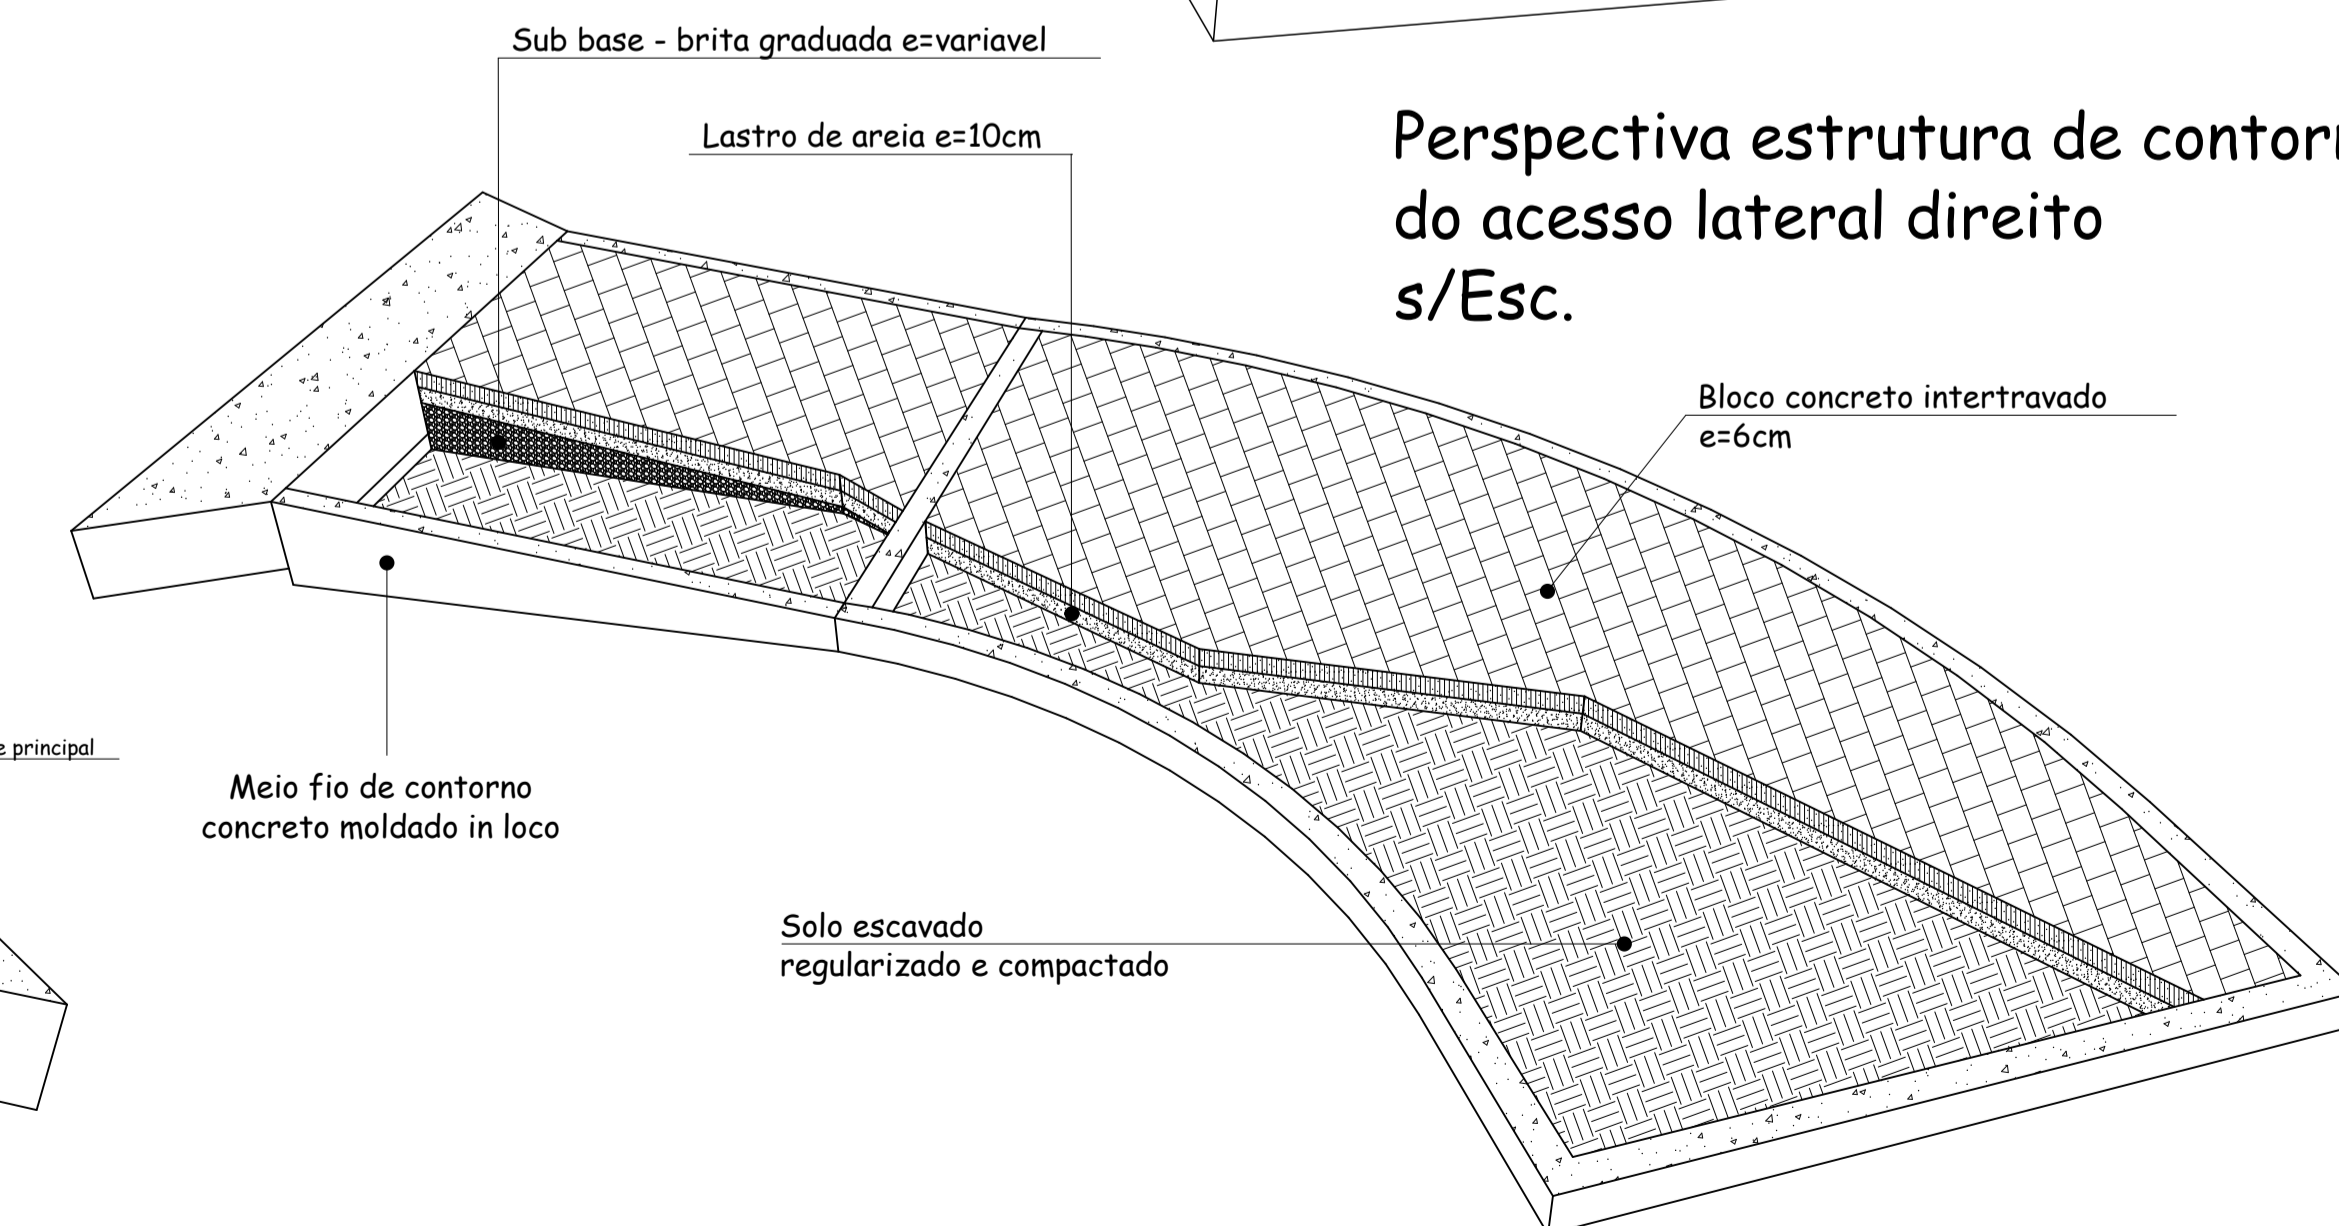 Sub base - brita graduada e=variavel
Lastro de areia e=10cm
Perspectiva estrutura de
do acesso lateral direito
s/Esc.
Bloco concreto intertravado
e=6cm
principal
Meio fio de contorno
concreto moldado in loco
Solo escavado
regularizado e compactado